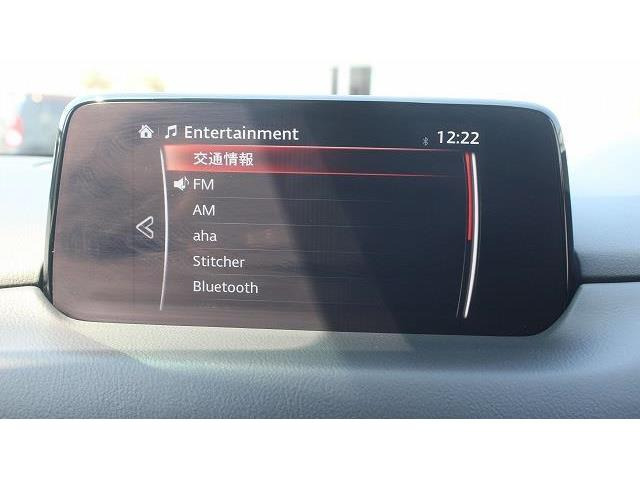 Entertainment 12:22
交通情報
FM
AM
aha
Stitcher
Bluetooth